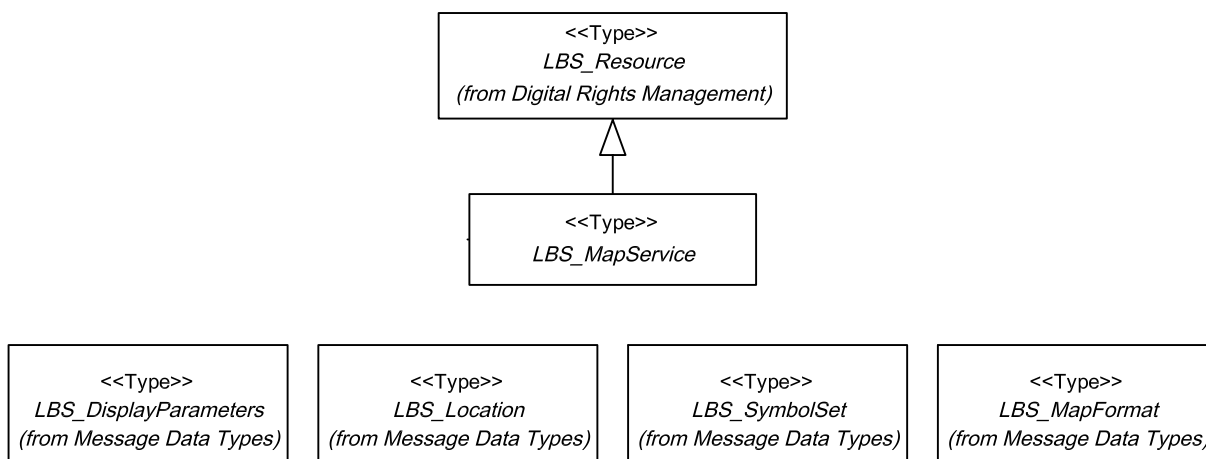 <<Type>>
LBS_Resource
(from Digital Rights Management)
<<Type>>
LBS_MapService
<<Type>>
LBS_DisplayParameters
(from Message Data Types)
<<Type>>
LBS_Location
(from Message Data Types)
<<Type>>
LBS_SymbolSet
(from Message Data Types)
<<Type>>
LBS_MapFormat
(from Message Data Types)